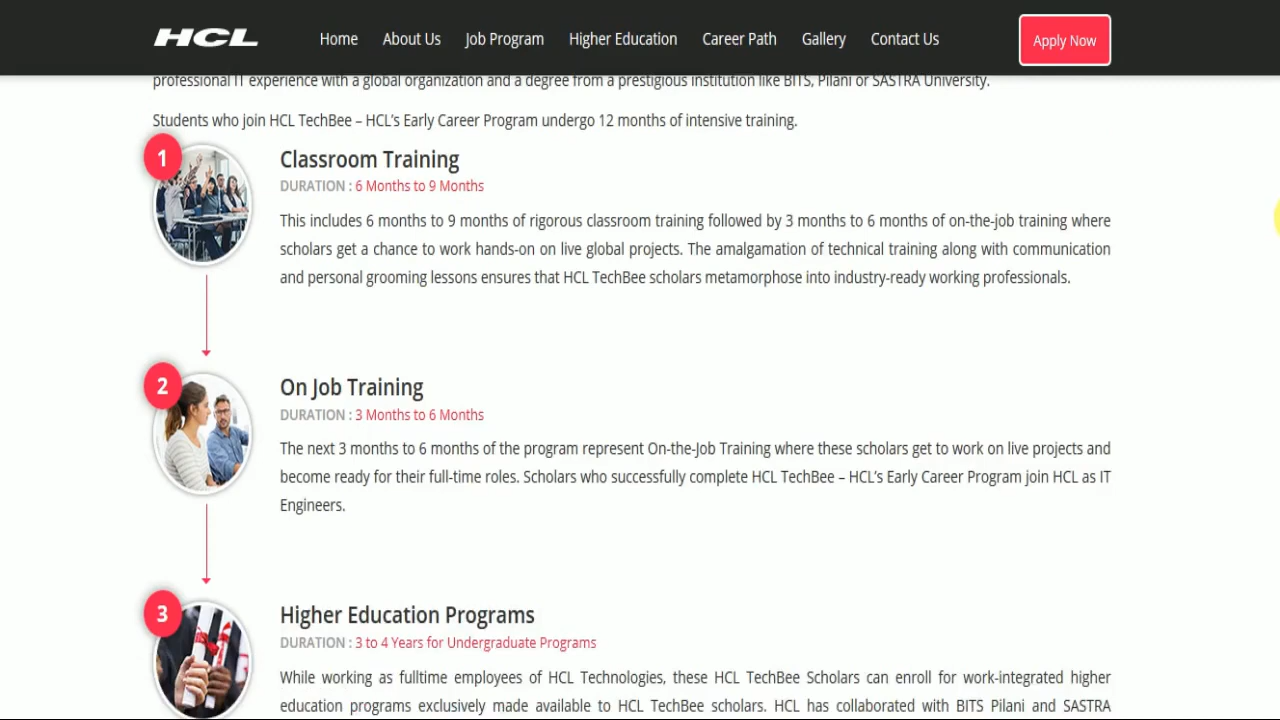 HCL Home About Us Job Program Higher Education Career Path Gallery Contact Us Apply Now
professional IT experience with a global organization and a degree from a prestigious institution like BITS, Pilani or SASTRA University.
Students who join HCL TechBee – HCL's Early Career Program undergo 12 months of intensive training.
1
Classroom Training
DURATION : 6 Months to 9 Months
This includes 6 months to 9 months of rigorous classroom training followed by 3 months to 6 months of on-the-job training where
scholars get a chance to work hands-on on live global projects. The amalgamation of technical training along with communication
and personal grooming lessons ensures that HCL TechBee scholars metamorphose into industry-ready working professionals.
2
On Job Training
DURATION : 3 Months to 6 Months
The next 3 months to 6 months of the program represent On-the-Job Training where these scholars get to work on live projects and
become ready for their full-time roles. Scholars who successfully complete HCL TechBee – HCL's Early Career Program join HCL as IT
Engineers.
3
Higher Education Programs
DURATION : 3 to 4 Years for Undergraduate Programs
While working as fulltime employees of HCL Technologies, these HCL TechBee Scholars can enroll for work-integrated higher
education programs exclusively made available to HCL TechBee scholars. HCL has collaborated with BITS Pilani and SASTRA